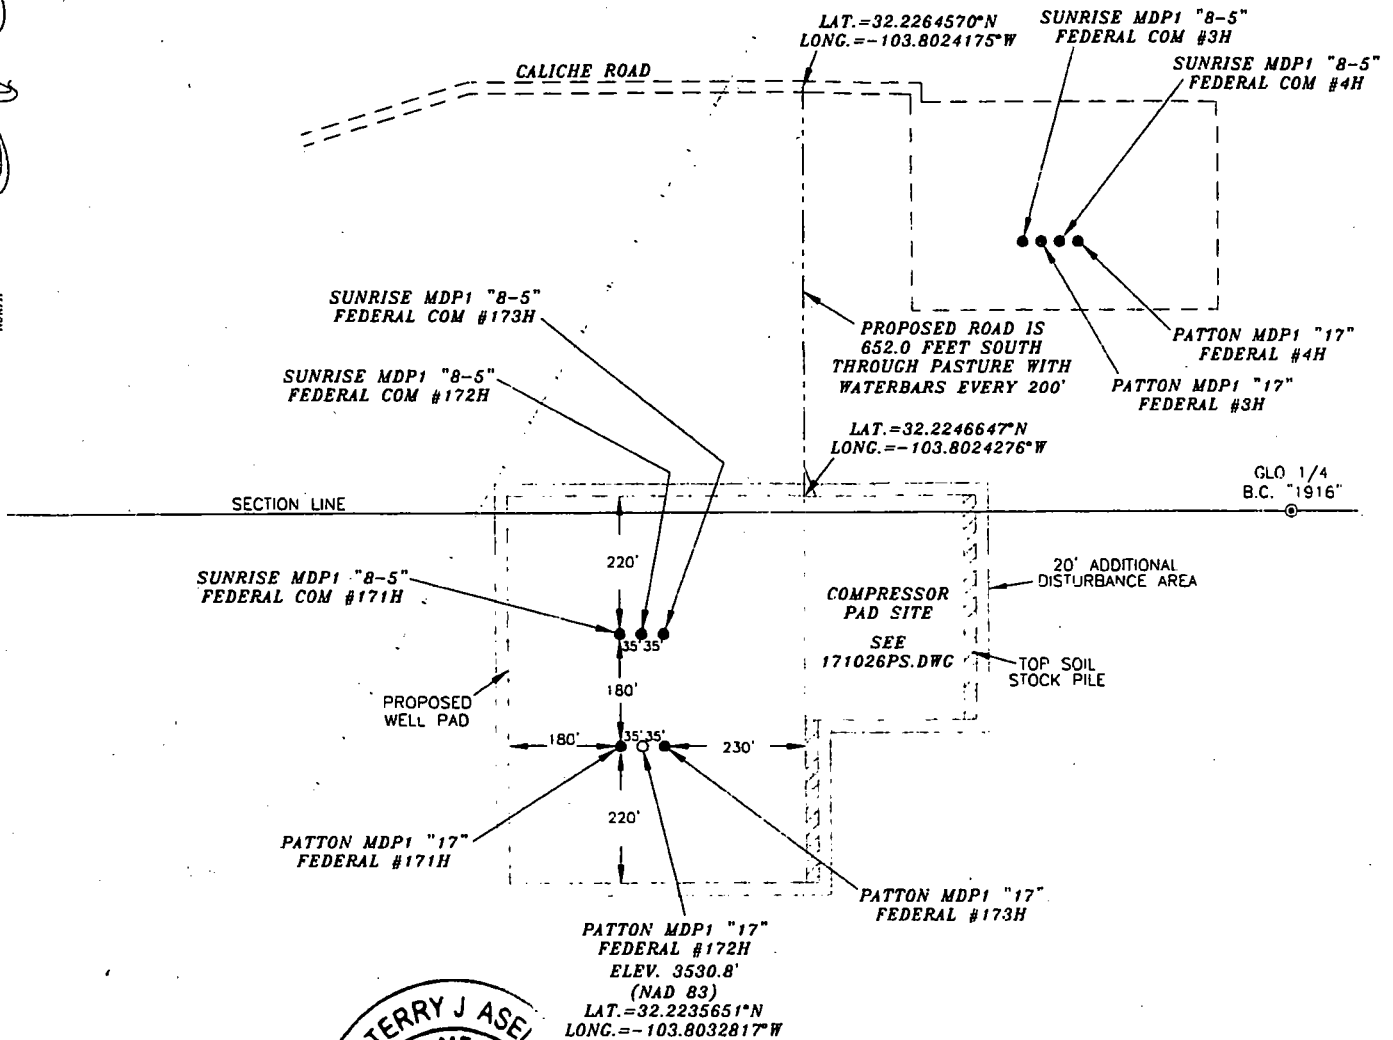 LAT.=32.2264570°N
LONG.=-103.8024175°W
SUNRISE MDP1 "8-5"
FEDERAL COM #3H
SUNRISE MDP1 "8-5"
FEDERAL COM #4H
CALICHE ROAD
SUNRISE MDP1 "8-5"
FEDERAL COM #173H
PROPOSED ROAD IS
652.0 FEET SOUTH
THROUGH PASTURE WITH
WATERBARS EVERY 200'
PATTON MDP1 "17"
FEDERAL #4H
PATTON MDP1 "17"
FEDERAL #3H
SUNRISE MDP1 "8-5"
FEDERAL COM #172H
LAT.=32.2246647°N
LONG.=-103.8024276°W
GLO 1/4
B.C. "1916"
SECTION LINE
220'
20' ADDITIONAL
DISTURBANCE AREA
SUNRISE MDP1 "8-5"
FEDERAL COM #171H
COMPRESSOR
PAD SITE
SEE
171026PS.DWG
35' 35'
TOP SOIL
STOCK PILE
180'
PROPOSED
WELL PAD
35' 35'
180'
230'
220'
PATTON MDP1 "17"
FEDERAL #171H
PATTON MDP1 "17"
FEDERAL #173H
PATTON MDP1 "17"
FEDERAL #172H
ELEV. 3530.8'
(NAD 83)
LAT.=32.2235651°N
LONG.=-103.8032817°W
TERRY J ASEL